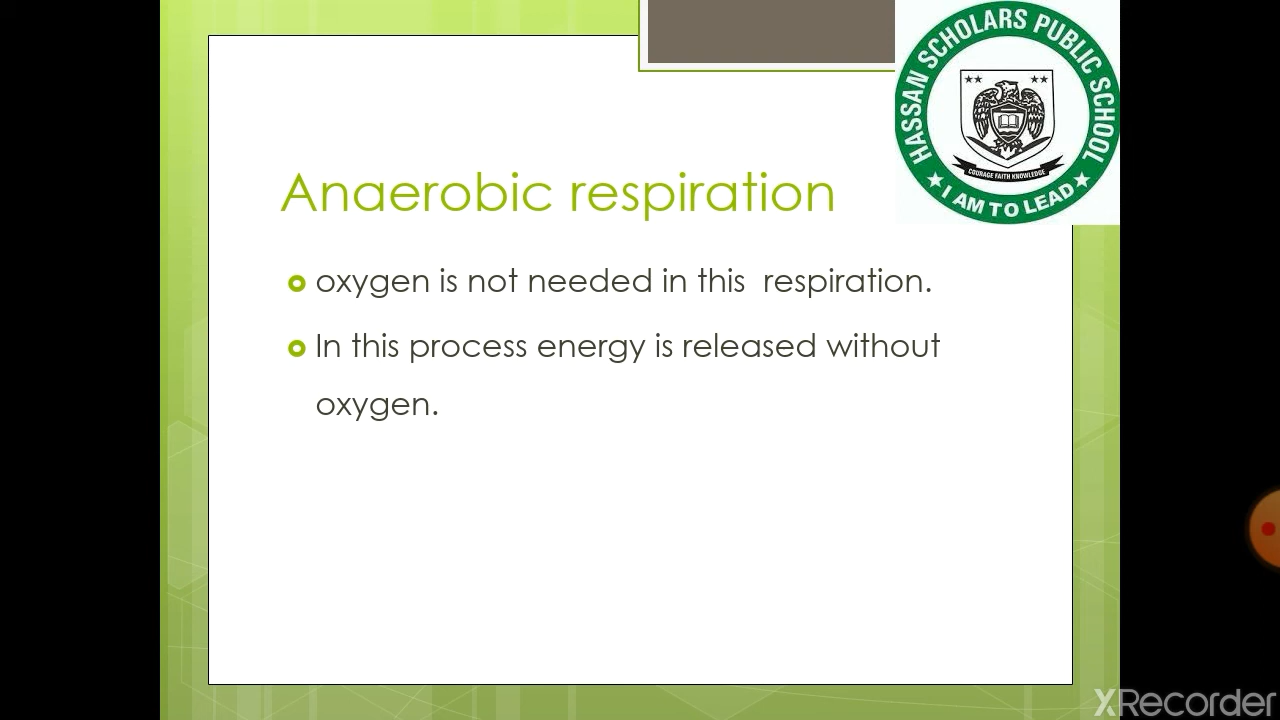 HASSAN SCHOLARS PUBLIC SCHOOL
COURAGE FAITH KNOWLEDGE
I AM TO LEAD
Anaerobic respiration
oxygen is not needed in this  respiration.
In this process energy is released without
oxygen.
XRecorder